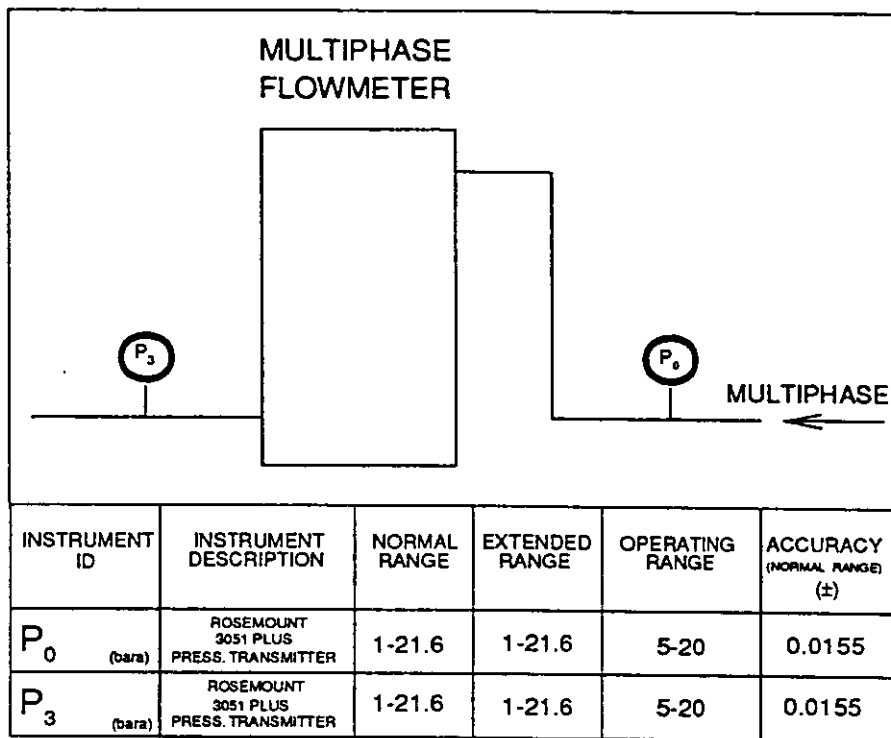 MULTIPHASE
FLOWMETER
P₃
P₀
MULTIPHASE
INSTRUMENT ID INSTRUMENT DESCRIPTION NORMAL RANGE EXTENDED RANGE OPERATING RANGE ACCURACY (NORMAL RANGE) (±)
P₀ (bara) ROSEMOUNT 3051 PLUS PRESS. TRANSMITTER 1-21.6 1-21.6 5-20 0.0155
P₃ (bara) ROSEMOUNT 3051 PLUS PRESS. TRANSMITTER 1-21.6 1-21.6 5-20 0.0155